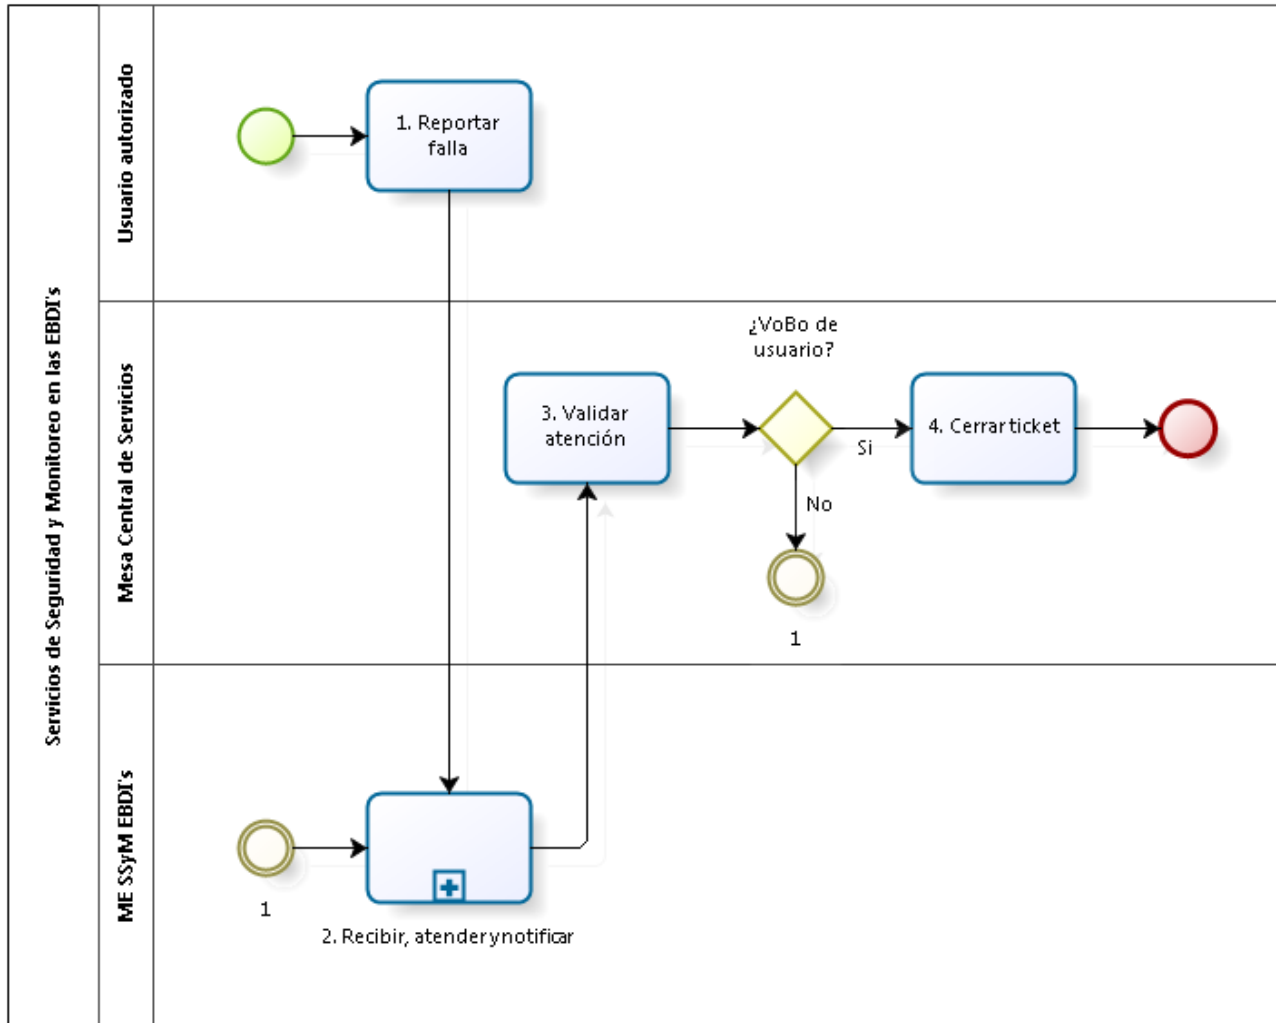 Servicios de Seguridad y Monitoreo en las EBDI's
Usuario autorizado
1. Reportar
falla
Mesa Central de Servicios
3. Validar
atención
¿VoBo de
usuario?
Si
No
1
4. Cerrar ticket
ME SSyM EBDI's
1
2. Recibir, atender y notificar